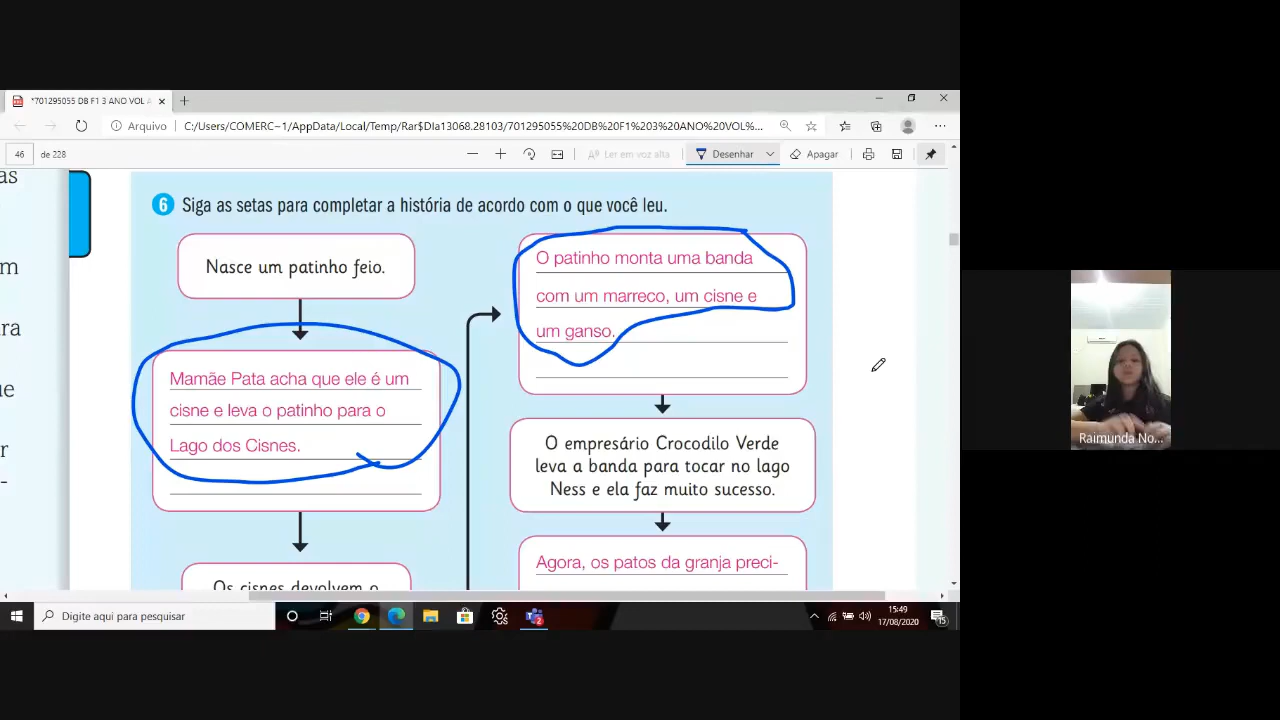 *701295055 DB F1 3 ANO VOL
Arquivo
C:/Users/COMERC~1/AppData/Local/Temp/Rar$DIa13068.28103/701295055%20DB%20F1%203%20ANO%20VOL%...
46
de 228
Ler em voz alta
Desenhar
Apagar
as
m
ra
ue
r
-
6 Siga as setas para completar a história de acordo com o que você leu.
Nasce um patinho feio.
Mamãe Pata acha que ele é um
cisne e leva o patinho para o
Lago dos Cisnes.
Os cisnes devolvem o
O patinho monta uma banda
com um marreco, um cisne e
um ganso.
O empresário Crocodilo Verde
leva a banda para tocar no lago
Ness e ela faz muito sucesso.
Agora, os patos da granja preci-
Raimunda No...
Digite aqui para pesquisar
2
15:49
17/08/2020
15